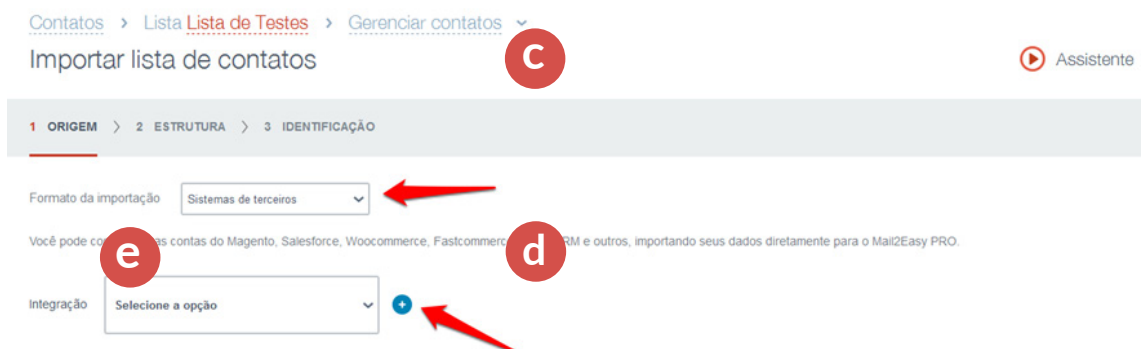 Contatos > Lista Lista de Testes > Gerenciar contatos
c
Importar lista de contatos
Assistente
1 ORIGEM > 2 ESTRUTURA > 3 IDENTIFICAÇÃO
Formato da importação Sistemas de terceiros
Você pode as contas do Magento, Salesforce, Woocommerce, RM e outros, importando seus dados diretamente para o Mail2Easy PRO.
e
d
Integração Selecione a opção +